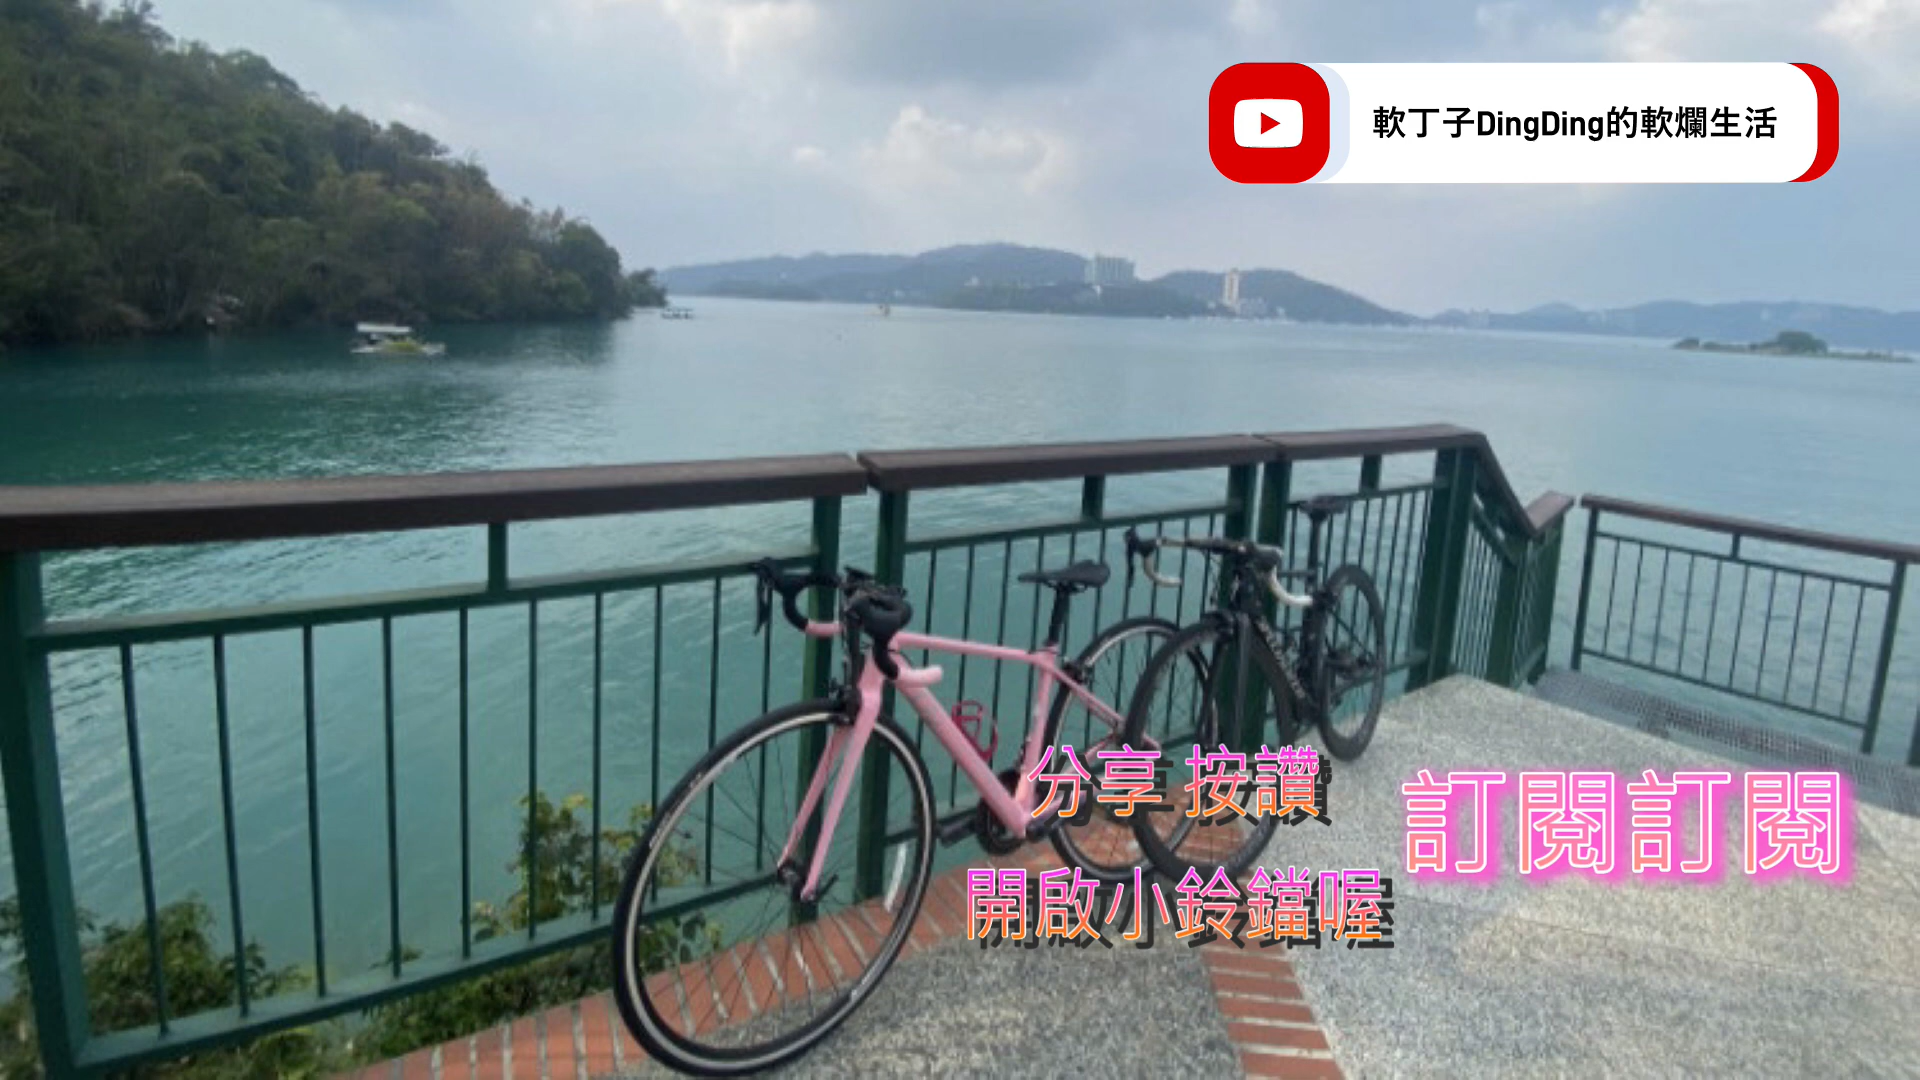 軟丁子DingDing的軟爛生活
分享 按讚
訂閱訂閱
開啟小鈴鐺喔